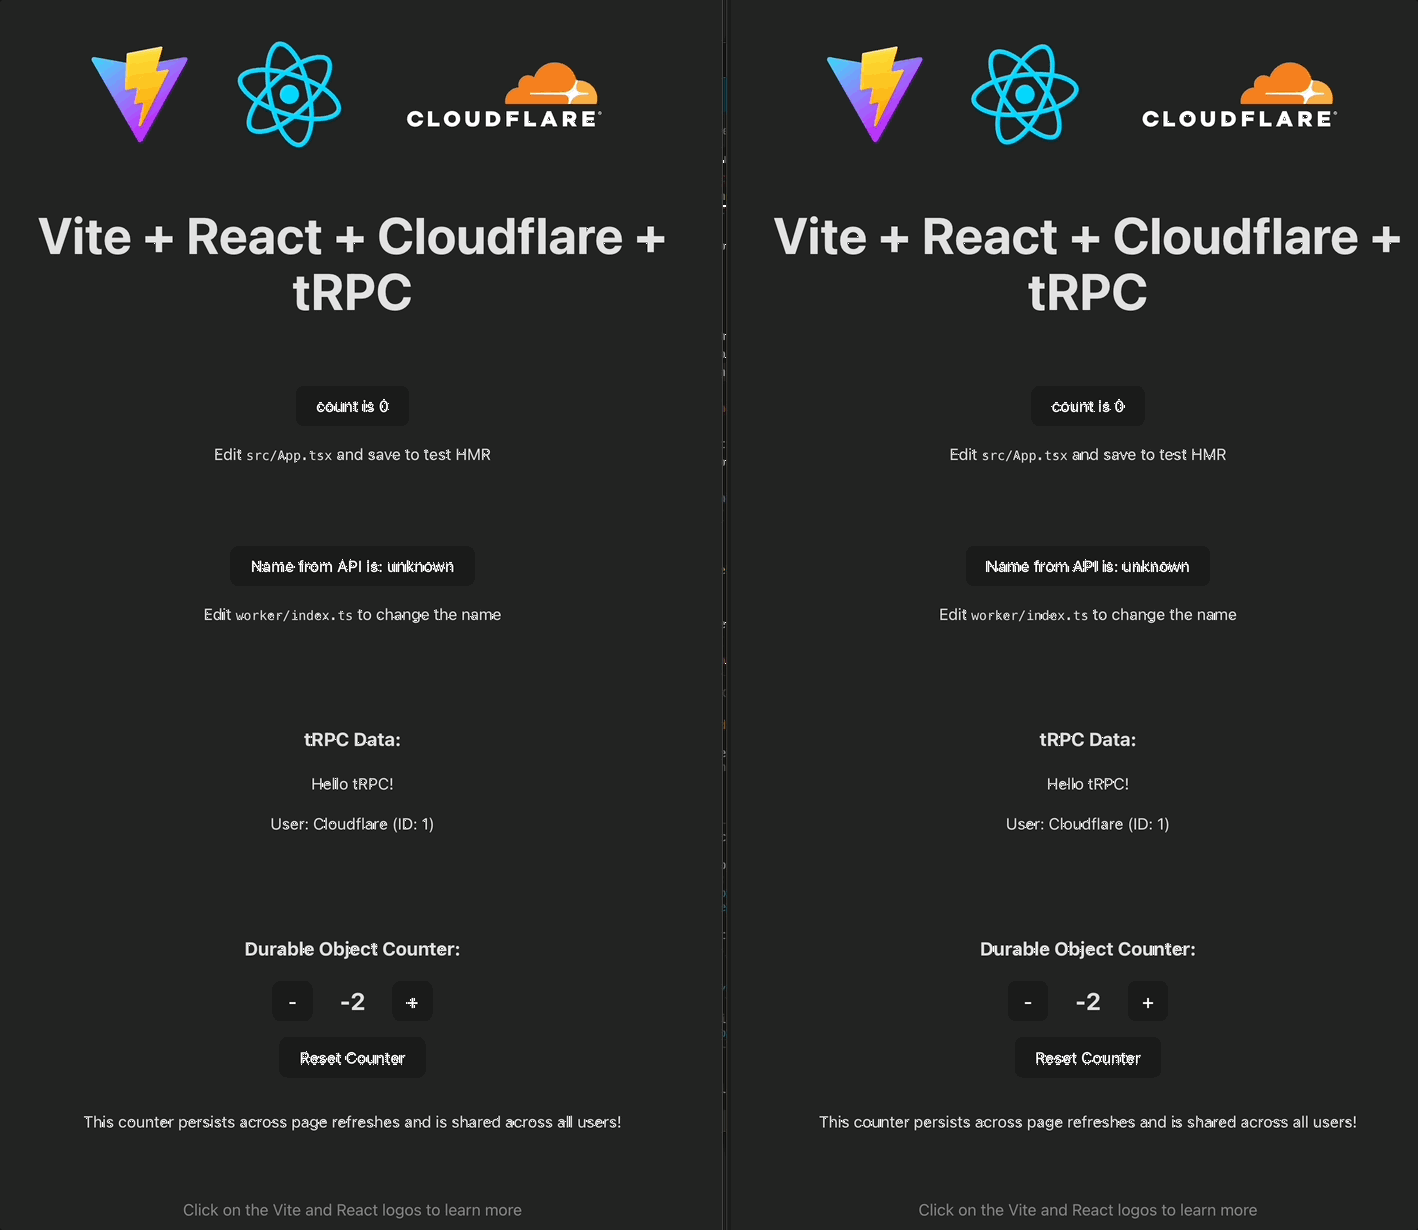 CLOUDFLARE
Vite + React + Cloudflare +
tRPC
count is 0
Edit src/App.tsx and save to test HMR
Name from API is: unknown
Edit worker/index.ts to change the name
tRPC Data:
Hello tRPC!
User: Cloudflare (ID: 1)
Durable Object Counter:
- -2 +
Reset Counter
This counter persists across page refreshes and is shared across all users!
Click on the Vite and React logos to learn more
CLOUDFLARE
Vite + React + Cloudflare +
tRPC
count is 0
Edit src/App.tsx and save to test HMR
Name from API is: unknown
Edit worker/index.ts to change the name
tRPC Data:
Hello tRPC!
User: Cloudflare (ID: 1)
Durable Object Counter:
- -2 +
Reset Counter
This counter persists across page refreshes and is shared across all users!
Click on the Vite and React logos to learn more